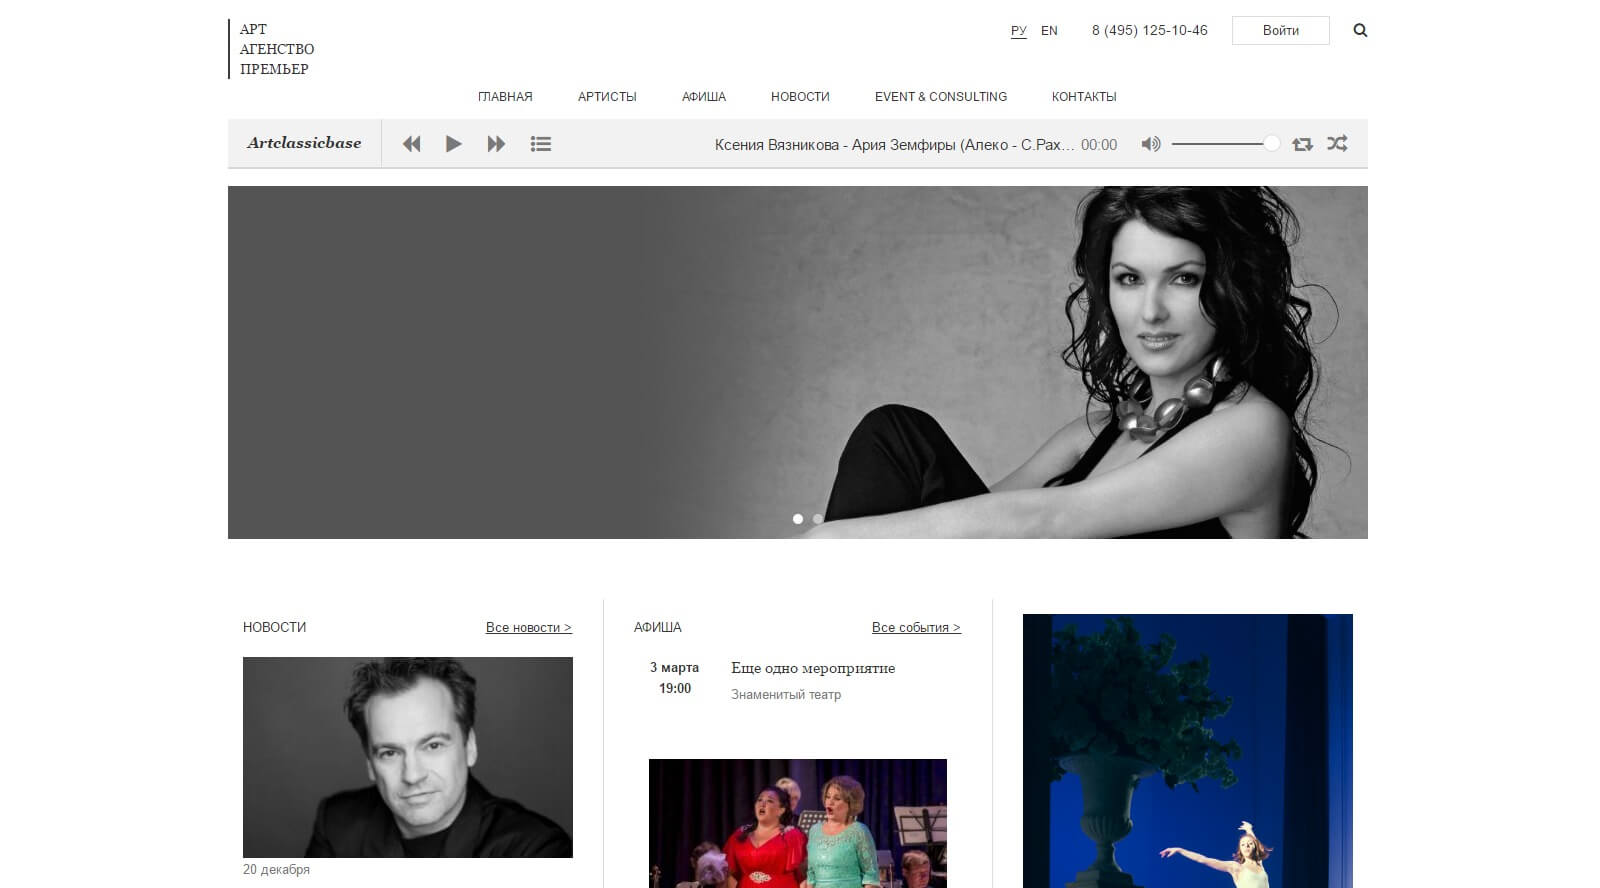 АРТ
АГЕНСТВО
ПРЕМЬЕР
РУ EN 8 (495) 125-10-46 Войти
ГЛАВНАЯ АРТИСТЫ АФИША НОВОСТИ EVENT & CONSULTING КОНТАКТЫ
Artclassicbase Ксения Вязникова - Ария Земфиры (Алеко - С.Рах... 00:00
НОВОСТИ Все новости >
20 декабря
АФИША Все события >
3 марта Еще одно мероприятие
19:00 Знаменитый театр